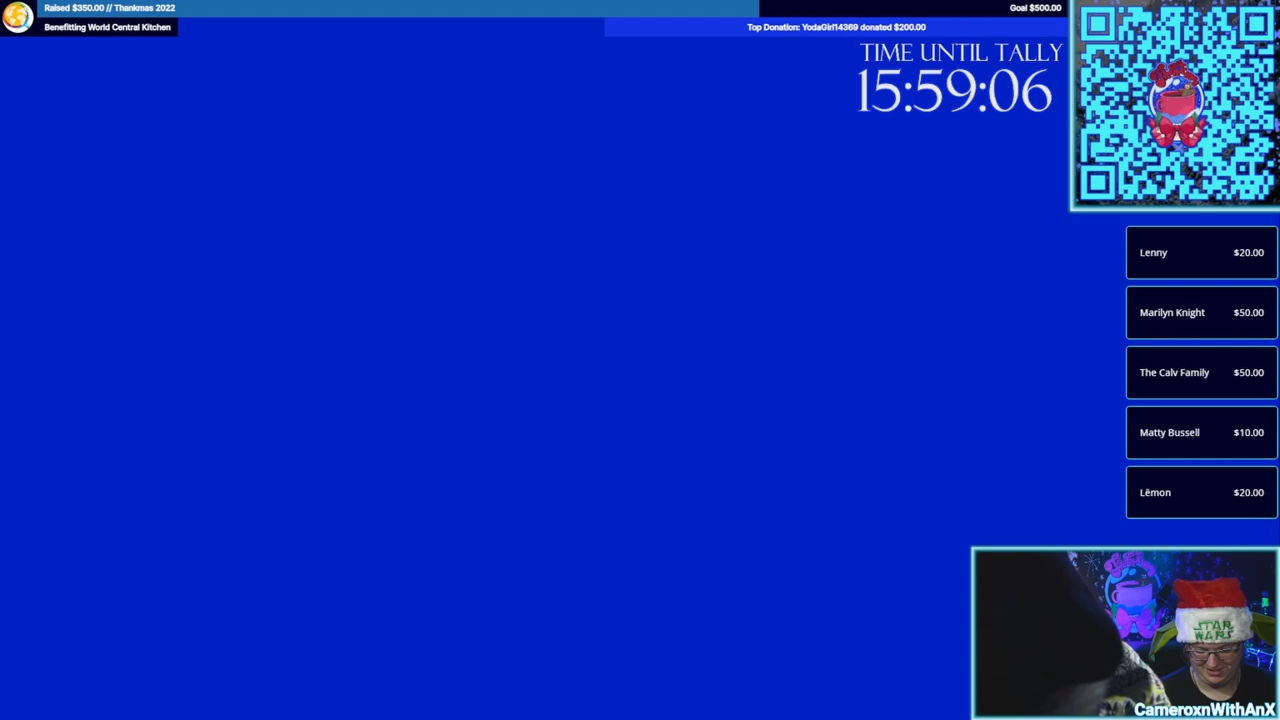 Raised $350.00 // Thankmas 2022
Goal $500.00
Benefitting World Central Kitchen
Top Donation: YodaGirl14369 donated $200.00
TIME UNTIL TALLY
15:59:06
Lenny $20.00
Marilyn Knight $50.00
The Calv Family $50.00
Matty Bussell $10.00
Lēmon $20.00
STAR
WARS
CameroxnWithAnX